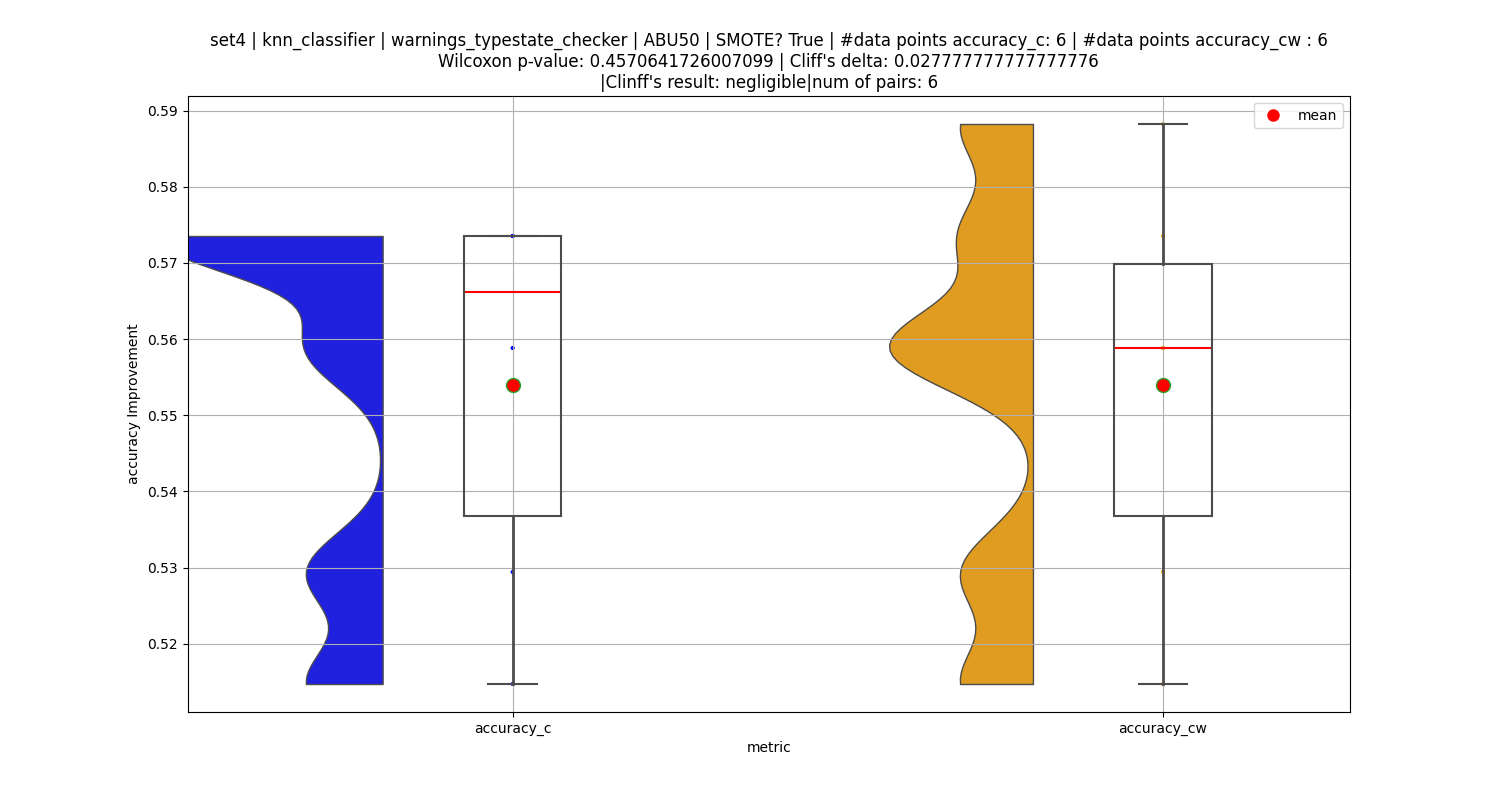 set4 | knn_classifier | warnings_typestate_checker | ABU50 | SMOTE? True | #data points accuracy_c: 6 | #data points accuracy_cw : 6
Wilcoxon p-value: 0.4570641726007099 | Cliff's delta: 0.027777777777777776
|Clinff's result: negligible|num of pairs: 6
mean
0.59
0.58
0.57
0.56
0.55
0.54
0.53
0.52
accuracy Improvement
accuracy_c
accuracy_cw
metric